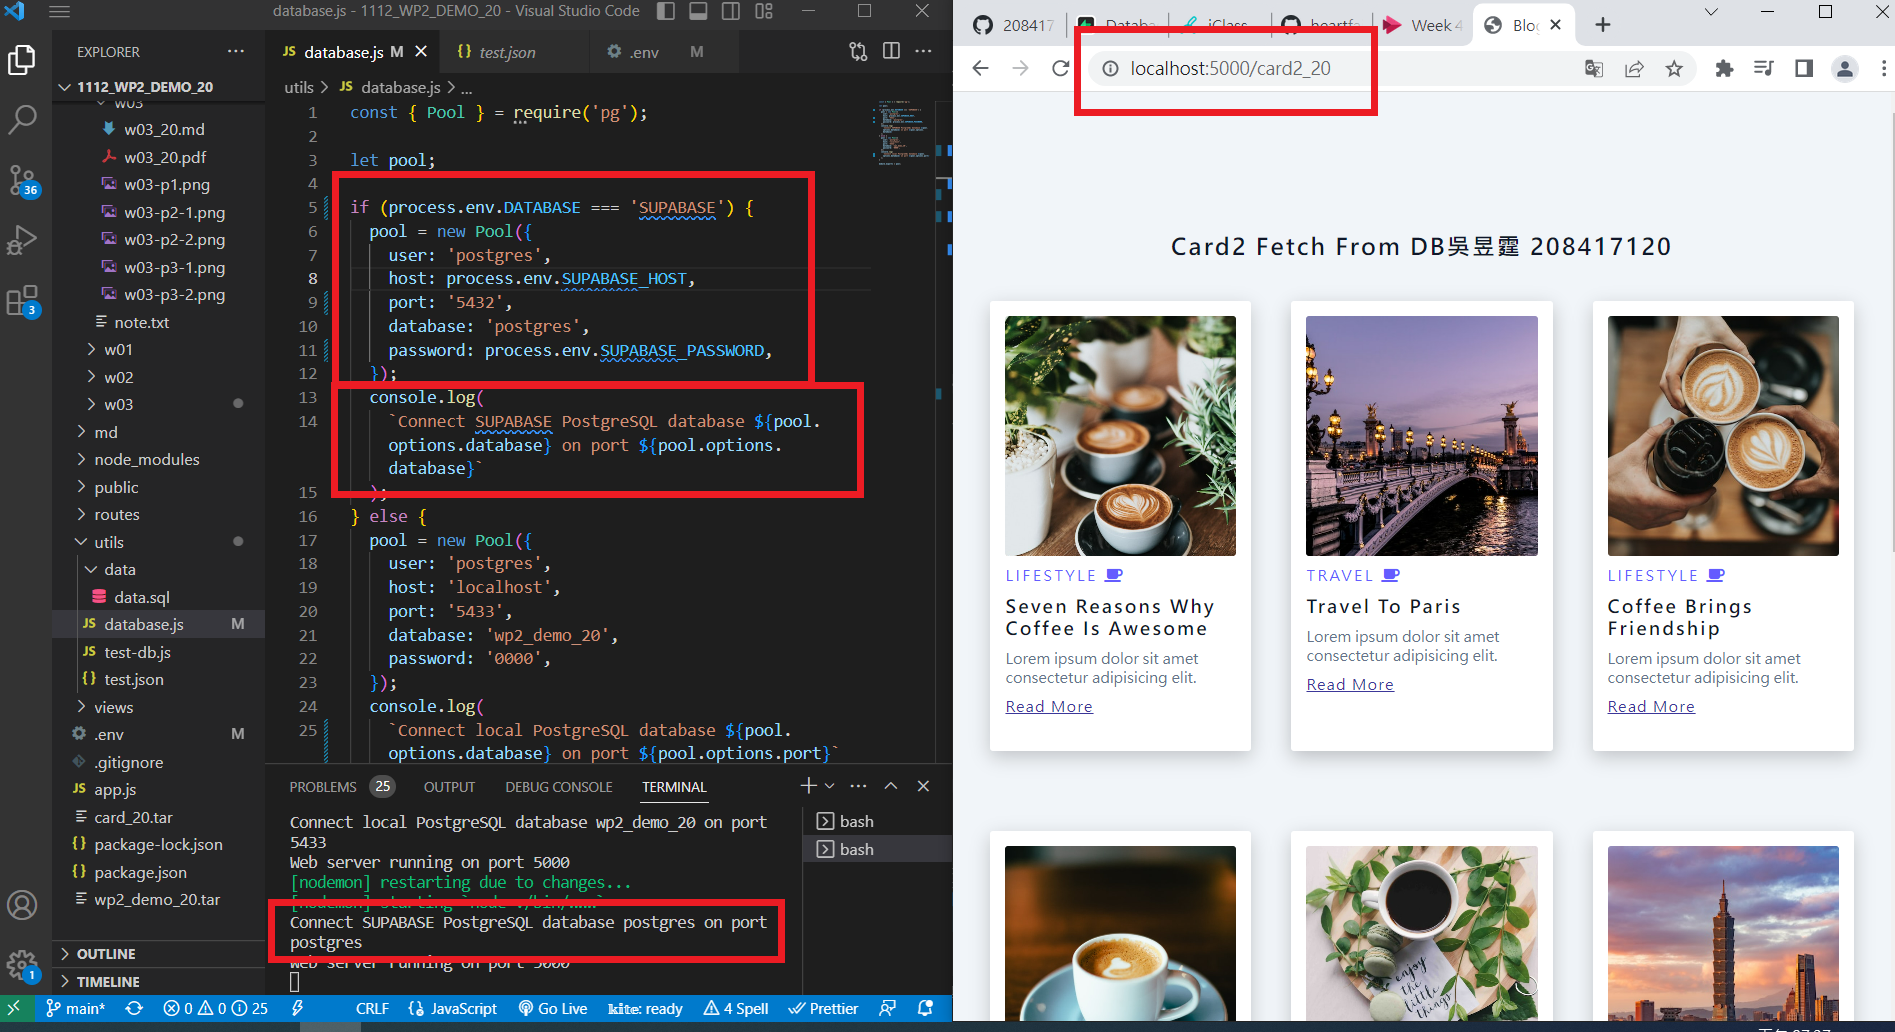 database.js - 1112_WP2_DEMO_20 - Visual Studio Code
EXPLORER
1112_WP2_DEMO_20
w03
w03_20.md
w03_20.pdf
w03-p1.png
w03-p2-1.png
w03-p2-2.png
w03-p3-1.png
w03-p3-2.png
note.txt
w01
w02
w03
md
node_modules
public
routes
utils
data
data.sql
database.js M
test-db.js
test.json
views
.env M
.gitignore
app.js
card_20.tar
package-lock.json
package.json
wp2_demo_20.tar
OUTLINE
TIMELINE
36
3
1
JS database.js M
{} test.json
.env M
utils > JS database.js > ...
1 const { Pool } = require('pg');
2
3 let pool;
4
5 if (process.env.DATABASE === 'SUPABASE') {
6 pool = new Pool({
7 user: 'postgres',
8 host: process.env.SUPABASE_HOST,
9 port: '5432',
10 database: 'postgres',
11 password: process.env.SUPABASE_PASSWORD,
12 });
13 console.log(
14 `Connect SUPABASE PostgreSQL database ${pool.
options.database} on port ${pool.options.
database}`
15 );
16 } else {
17 pool = new Pool({
18 user: 'postgres',
19 host: 'localhost',
20 port: '5433',
21 database: 'wp2_demo_20',
22 password: '0000',
23 });
24 console.log(
25 `Connect local PostgreSQL database ${pool.
options.database} on port ${pool.options.port}`
PROBLEMS 25 OUTPUT DEBUG CONSOLE TERMINAL
Connect local PostgreSQL database wp2_demo_20 on port
5433
Web server running on port 5000
[nodemon] restarting due to changes...
[nodemon] starting `node ./bin/www`
Connect SUPABASE PostgreSQL database postgres on port
postgres
Web server running on port 5000
bash
bash
main* 0 0 25 CRLF {} JavaScript Go Live kite: ready 4 Spell Prettier
208417
Databa
iClass
heartfa
Week 4
Blo
localhost:5000/card2_20
Card2 Fetch From DB吳昱霆 208417120
LIFESTYLE
Seven Reasons Why
Coffee Is Awesome
Lorem ipsum dolor sit amet
consectetur adipisicing elit.
Read More
TRAVEL
Travel To Paris
Lorem ipsum dolor sit amet
consectetur adipisicing elit.
Read More
LIFESTYLE
Coffee Brings
Friendship
Lorem ipsum dolor sit amet
consectetur adipisicing elit.
Read More
enjoy
the
little
things